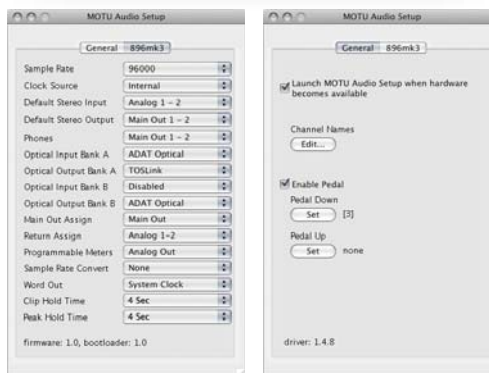 MOTU Audio Setup
General 896mk3
Sample Rate 96000
Clock Source Internal
Default Stereo Input Analog 1 - 2
Default Stereo Output Main Out 1 - 2
Phones Main Out 1 - 2
Optical Input Bank A ADAT Optical
Optical Output Bank A TOSLink
Optical Input Bank B Disabled
Optical Output Bank B ADAT Optical
Main Out Assign Main Out
Return Assign Analog 1-2
Programmable Meters Analog Out
Sample Rate Convert None
Word Out System Clock
Clip Hold Time 4 Sec
Peak Hold Time 4 Sec
firmware: 1.0, bootloader: 1.0
MOTU Audio Setup
General 896mk3
Launch MOTU Audio Setup when hardware
becomes available
Channel Names
Edit...
Enable Pedal
Pedal Down
Set [3]
Pedal Up
Set none
driver: 1.4.8